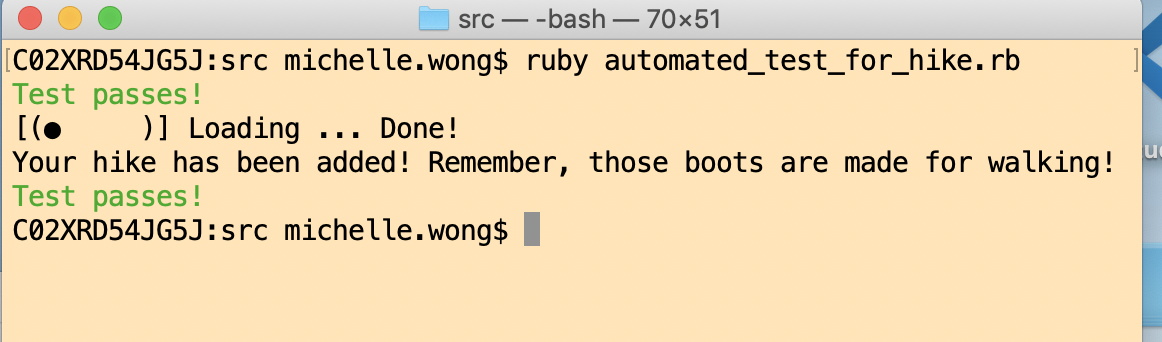 src — -bash — 70×51
[C02XRD54JG5J:src michelle.wong$ ruby automated_test_for_hike.rb ]
Test passes!
[(●     )] Loading ... Done!
Your hike has been added! Remember, those boots are made for walking!
Test passes!
C02XRD54JG5J:src michelle.wong$